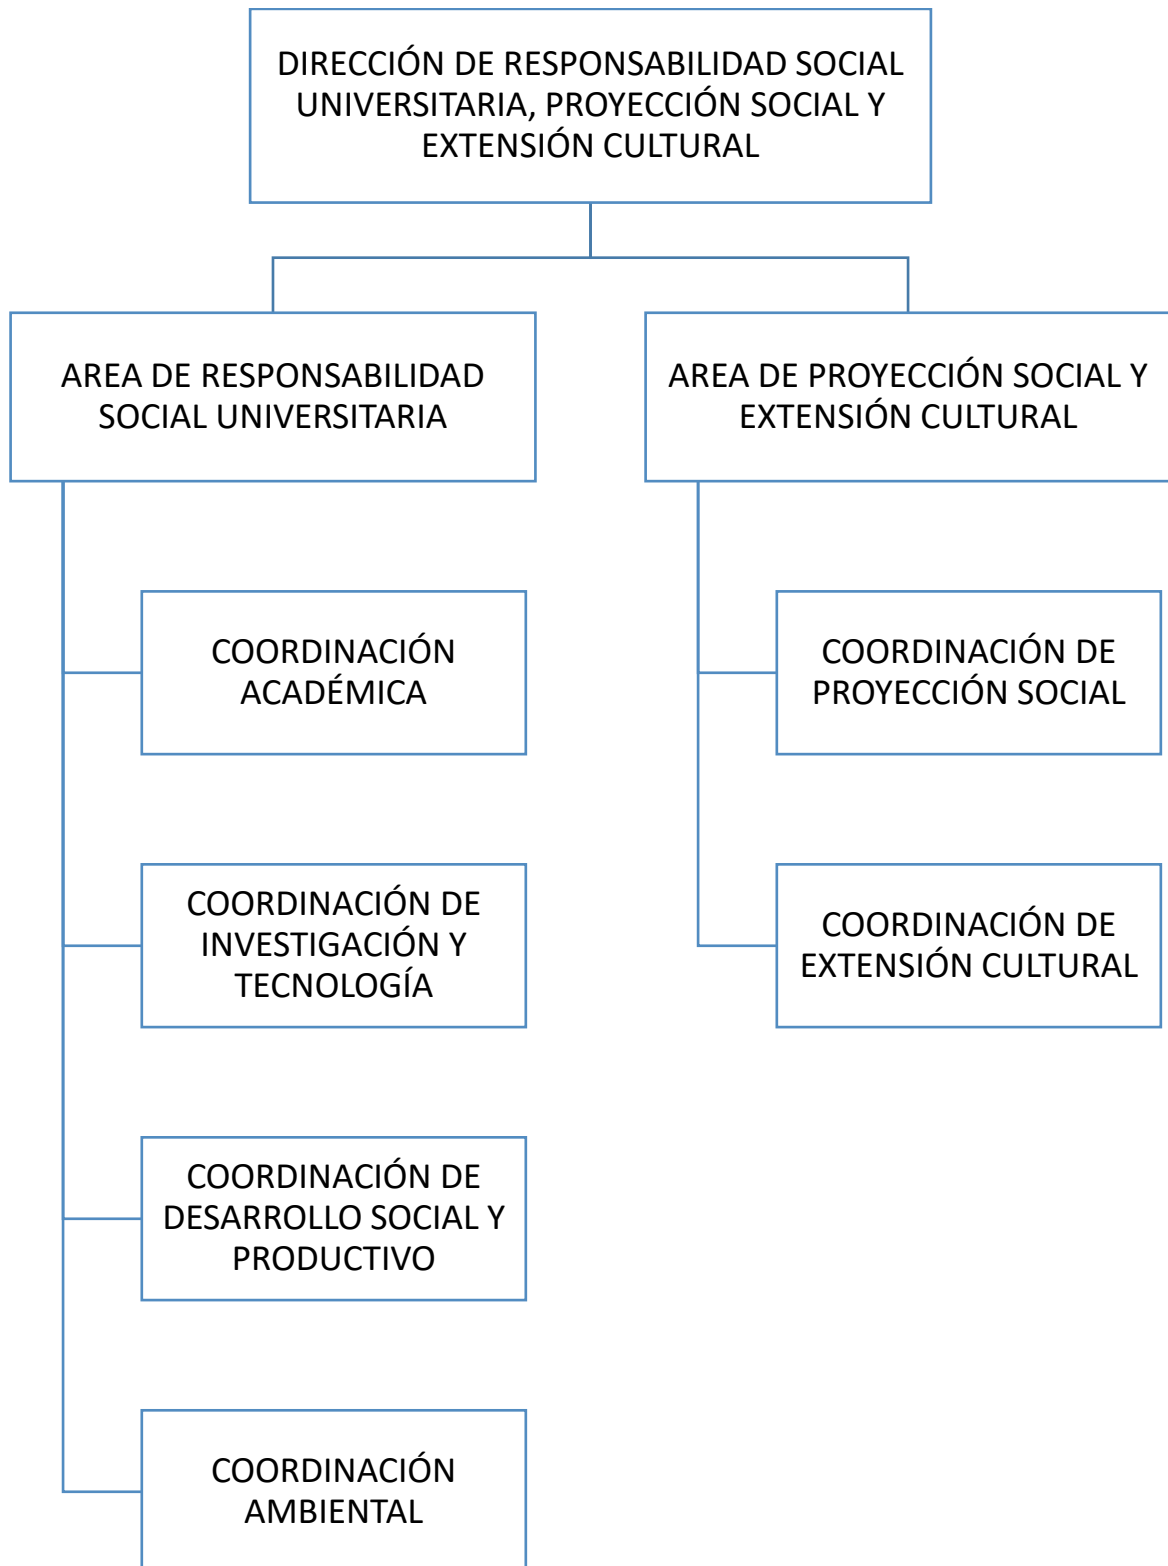 DIRECCIÓN DE RESPONSABILIDAD SOCIAL
UNIVERSITARIA, PROYECCIÓN SOCIAL Y
EXTENSIÓN CULTURAL
AREA DE RESPONSABILIDAD
SOCIAL UNIVERSITARIA
COORDINACIÓN
ACADÉMICA
COORDINACIÓN DE
INVESTIGACIÓN Y
TECNOLOGÍA
COORDINACIÓN DE
DESARROLLO SOCIAL Y
PRODUCTIVO
COORDINACIÓN
AMBIENTAL
AREA DE PROYECCIÓN SOCIAL Y
EXTENSIÓN CULTURAL
COORDINACIÓN DE
PROYECCIÓN SOCIAL
COORDINACIÓN DE
EXTENSIÓN CULTURAL